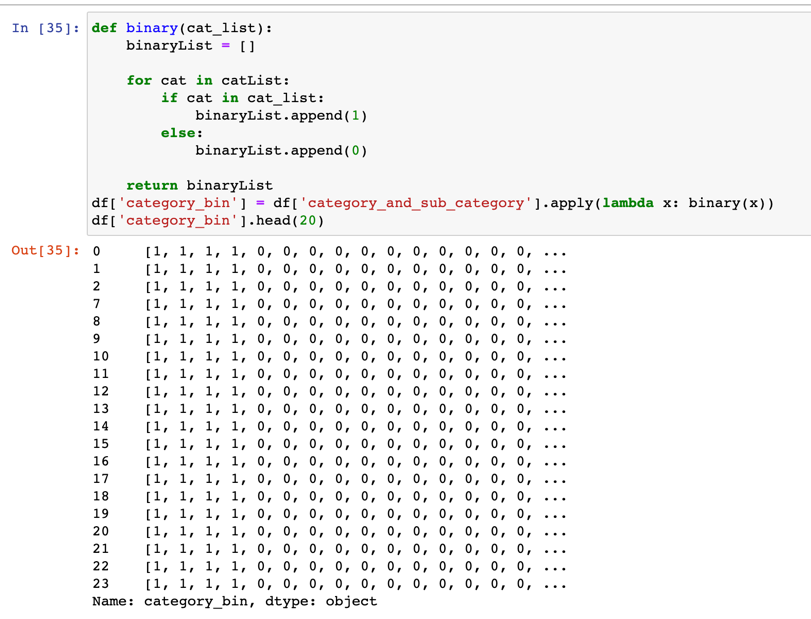 In [35]: def binary(cat_list):
    binaryList = []

    for cat in catList:
        if cat in cat_list:
            binaryList.append(1)
        else:
            binaryList.append(0)

    return binaryList
df['category_bin'] = df['category_and_sub_category'].apply(lambda x: binary(x))
df['category_bin'].head(20)
Out[35]: 0     [1, 1, 1, 1, 0, 0, 0, 0, 0, 0, 0, 0, 0, 0, 0, ...
1     [1, 1, 1, 1, 0, 0, 0, 0, 0, 0, 0, 0, 0, 0, 0, ...
2     [1, 1, 1, 1, 0, 0, 0, 0, 0, 0, 0, 0, 0, 0, 0, ...
7     [1, 1, 1, 1, 0, 0, 0, 0, 0, 0, 0, 0, 0, 0, 0, ...
8     [1, 1, 1, 1, 0, 0, 0, 0, 0, 0, 0, 0, 0, 0, 0, ...
9     [1, 1, 1, 1, 0, 0, 0, 0, 0, 0, 0, 0, 0, 0, 0, ...
10    [1, 1, 1, 1, 0, 0, 0, 0, 0, 0, 0, 0, 0, 0, 0, ...
11    [1, 1, 1, 1, 0, 0, 0, 0, 0, 0, 0, 0, 0, 0, 0, ...
12    [1, 1, 1, 1, 0, 0, 0, 0, 0, 0, 0, 0, 0, 0, 0, ...
13    [1, 1, 1, 1, 0, 0, 0, 0, 0, 0, 0, 0, 0, 0, 0, ...
14    [1, 1, 1, 1, 0, 0, 0, 0, 0, 0, 0, 0, 0, 0, 0, ...
15    [1, 1, 1, 1, 0, 0, 0, 0, 0, 0, 0, 0, 0, 0, 0, ...
16    [1, 1, 1, 1, 0, 0, 0, 0, 0, 0, 0, 0, 0, 0, 0, ...
17    [1, 1, 1, 1, 0, 0, 0, 0, 0, 0, 0, 0, 0, 0, 0, ...
18    [1, 1, 1, 1, 0, 0, 0, 0, 0, 0, 0, 0, 0, 0, 0, ...
19    [1, 1, 1, 1, 0, 0, 0, 0, 0, 0, 0, 0, 0, 0, 0, ...
20    [1, 1, 1, 1, 0, 0, 0, 0, 0, 0, 0, 0, 0, 0, 0, ...
21    [1, 1, 1, 1, 0, 0, 0, 0, 0, 0, 0, 0, 0, 0, 0, ...
22    [1, 1, 1, 1, 0, 0, 0, 0, 0, 0, 0, 0, 0, 0, 0, ...
23    [1, 1, 1, 1, 0, 0, 0, 0, 0, 0, 0, 0, 0, 0, 0, ...
Name: category_bin, dtype: object